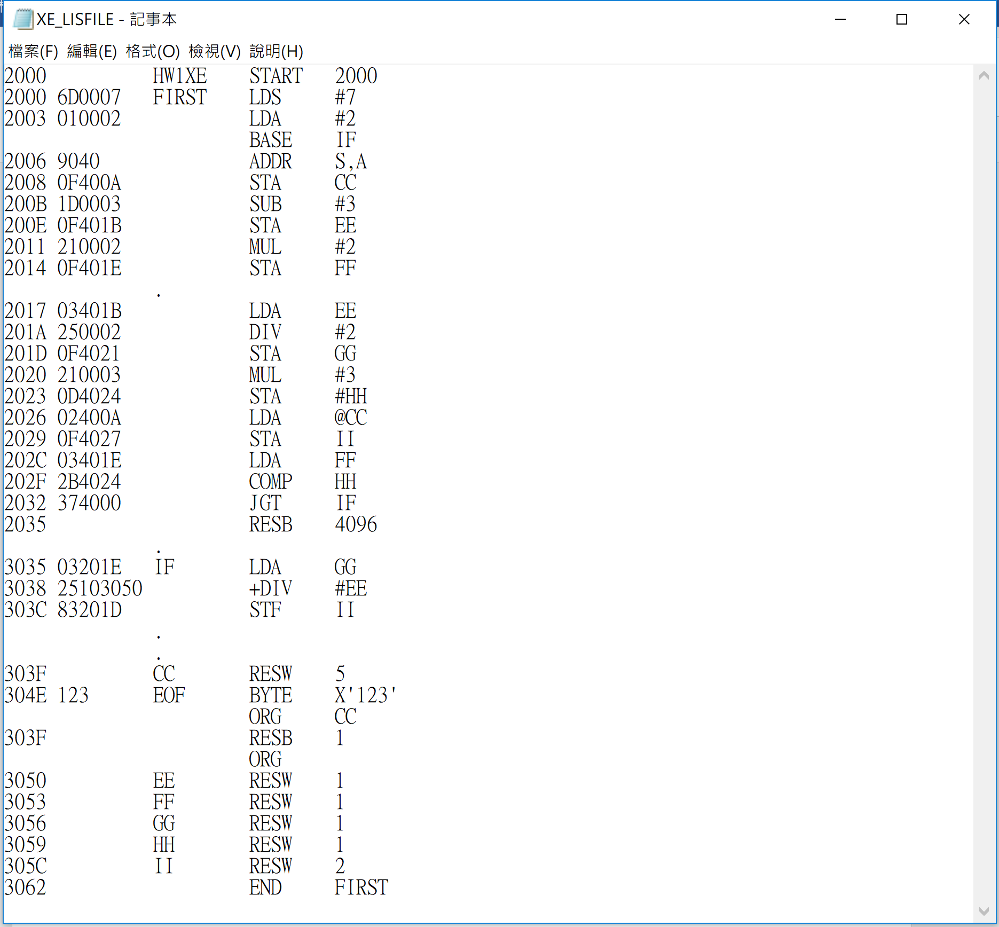 XE_LISFILE - 記事本
檔案(F) 編輯(E) 格式(O) 檢視(V) 說明(H)
2000 HW1XE START 2000
2000 6D0007 FIRST LDS #7
2003 010002 LDA #2
BASE IF
2006 9040 ADDR S,A
2008 0F400A STA CC
200B 1D0003 SUB #3
200E 0F401B STA EE
2011 210002 MUL #2
2014 0F401E STA FF
.
2017 03401B LDA EE
201A 250002 DIV #2
201D 0F4021 STA GG
2020 210003 MUL #3
2023 0D4024 STA #HH
2026 02400A LDA @CC
2029 0F4027 STA II
202C 03401E LDA FF
202F 2B4024 COMP HH
2032 374000 JGT IF
2035 RESB 4096
.
3035 03201E IF LDA GG
3038 25103050 +DIV #EE
303C 83201D STF II
.
.
303F CC RESW 5
304E 123 EOF BYTE X'123'
ORG CC
303F RESB 1
ORG
3050 EE RESW 1
3053 FF RESW 1
3056 GG RESW 1
3059 HH RESW 1
305C II RESW 2
3062 END FIRST